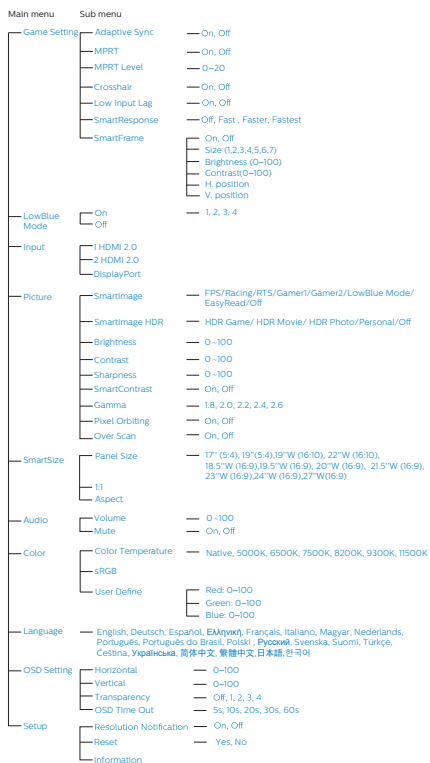 Main menu Sub menu
Game Setting Adaptive Sync On, Off
MPRT On, Off
MPRT Level 0–20
Crosshair On, Off
Low Input Lag On, Off
SmartResponse Off, Fast , Faster, Fastest
SmartFrame On, Off
Size (1,2,3,4,5,6,7)
Brightness (0–100)
Contrast(0–100)
H. position
V. position
LowBlue Mode On 1, 2, 3, 4
Off
Input 1 HDMI 2.0
2 HDMI 2.0
DisplayPort
Picture SmartImage FPS/Racing/RTS/Gamer1/Gamer2/LowBlue Mode/
EasyRead/Off
SmartImage HDR HDR Game/ HDR Movie/ HDR Photo/Personal/Off
Brightness 0~100
Contrast 0~100
Sharpness 0~100
SmartContrast On, Off
Gamma 1.8, 2.0, 2.2, 2.4, 2.6
Pixel Orbiting On, Off
Over Scan On, Off
SmartSize Panel Size 17" (5:4), 19"(5:4),19"W (16:10), 22"W (16:10),
18.5"W (16:9),19.5"W (16:9), 20"W (16:9), 21.5"W (16:9),
23"W (16:9),24"W (16:9),27"W(16:9)
1:1
Aspect
Audio Volume 0~100
Mute On, Off
Color Color Temperature Native, 5000K, 6500K, 7500K, 8200K, 9300K, 11500K
sRGB
User Define Red: 0–100
Green: 0–100
Blue: 0–100
Language English, Deutsch, Español, Ελληνική, Français, Italiano, Magyar, Nederlands,
Português, Português do Brasil, Polski , Русский, Svenska, Suomi, Türkçe,
Čeština, Українська, 简体中文, 繁體中文,日本語,한국어
OSD Setting Horizontal 0–100
Vertical 0–100
Transparency Off, 1, 2, 3, 4
OSD Time Out 5s, 10s, 20s, 30s, 60s
Setup Resolution Notification On, Off
Reset Yes, No
Information